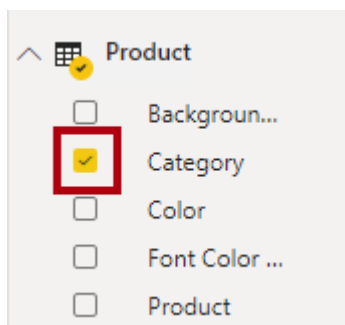 Product
Backgroun...
Category
Color
Font Color ...
Product